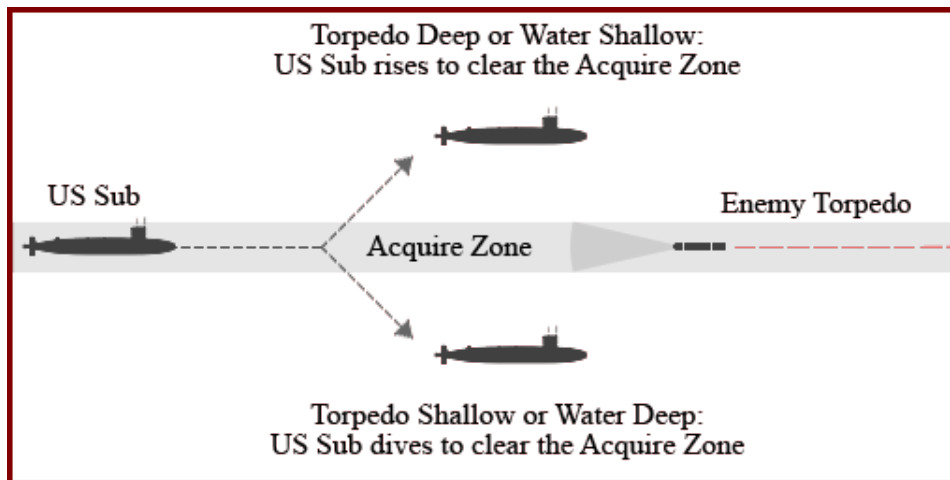 Torpedo Deep or Water Shallow:
US Sub rises to clear the Acquire Zone
US Sub
Enemy Torpedo
Acquire Zone
Torpedo Shallow or Water Deep:
US Sub dives to clear the Acquire Zone